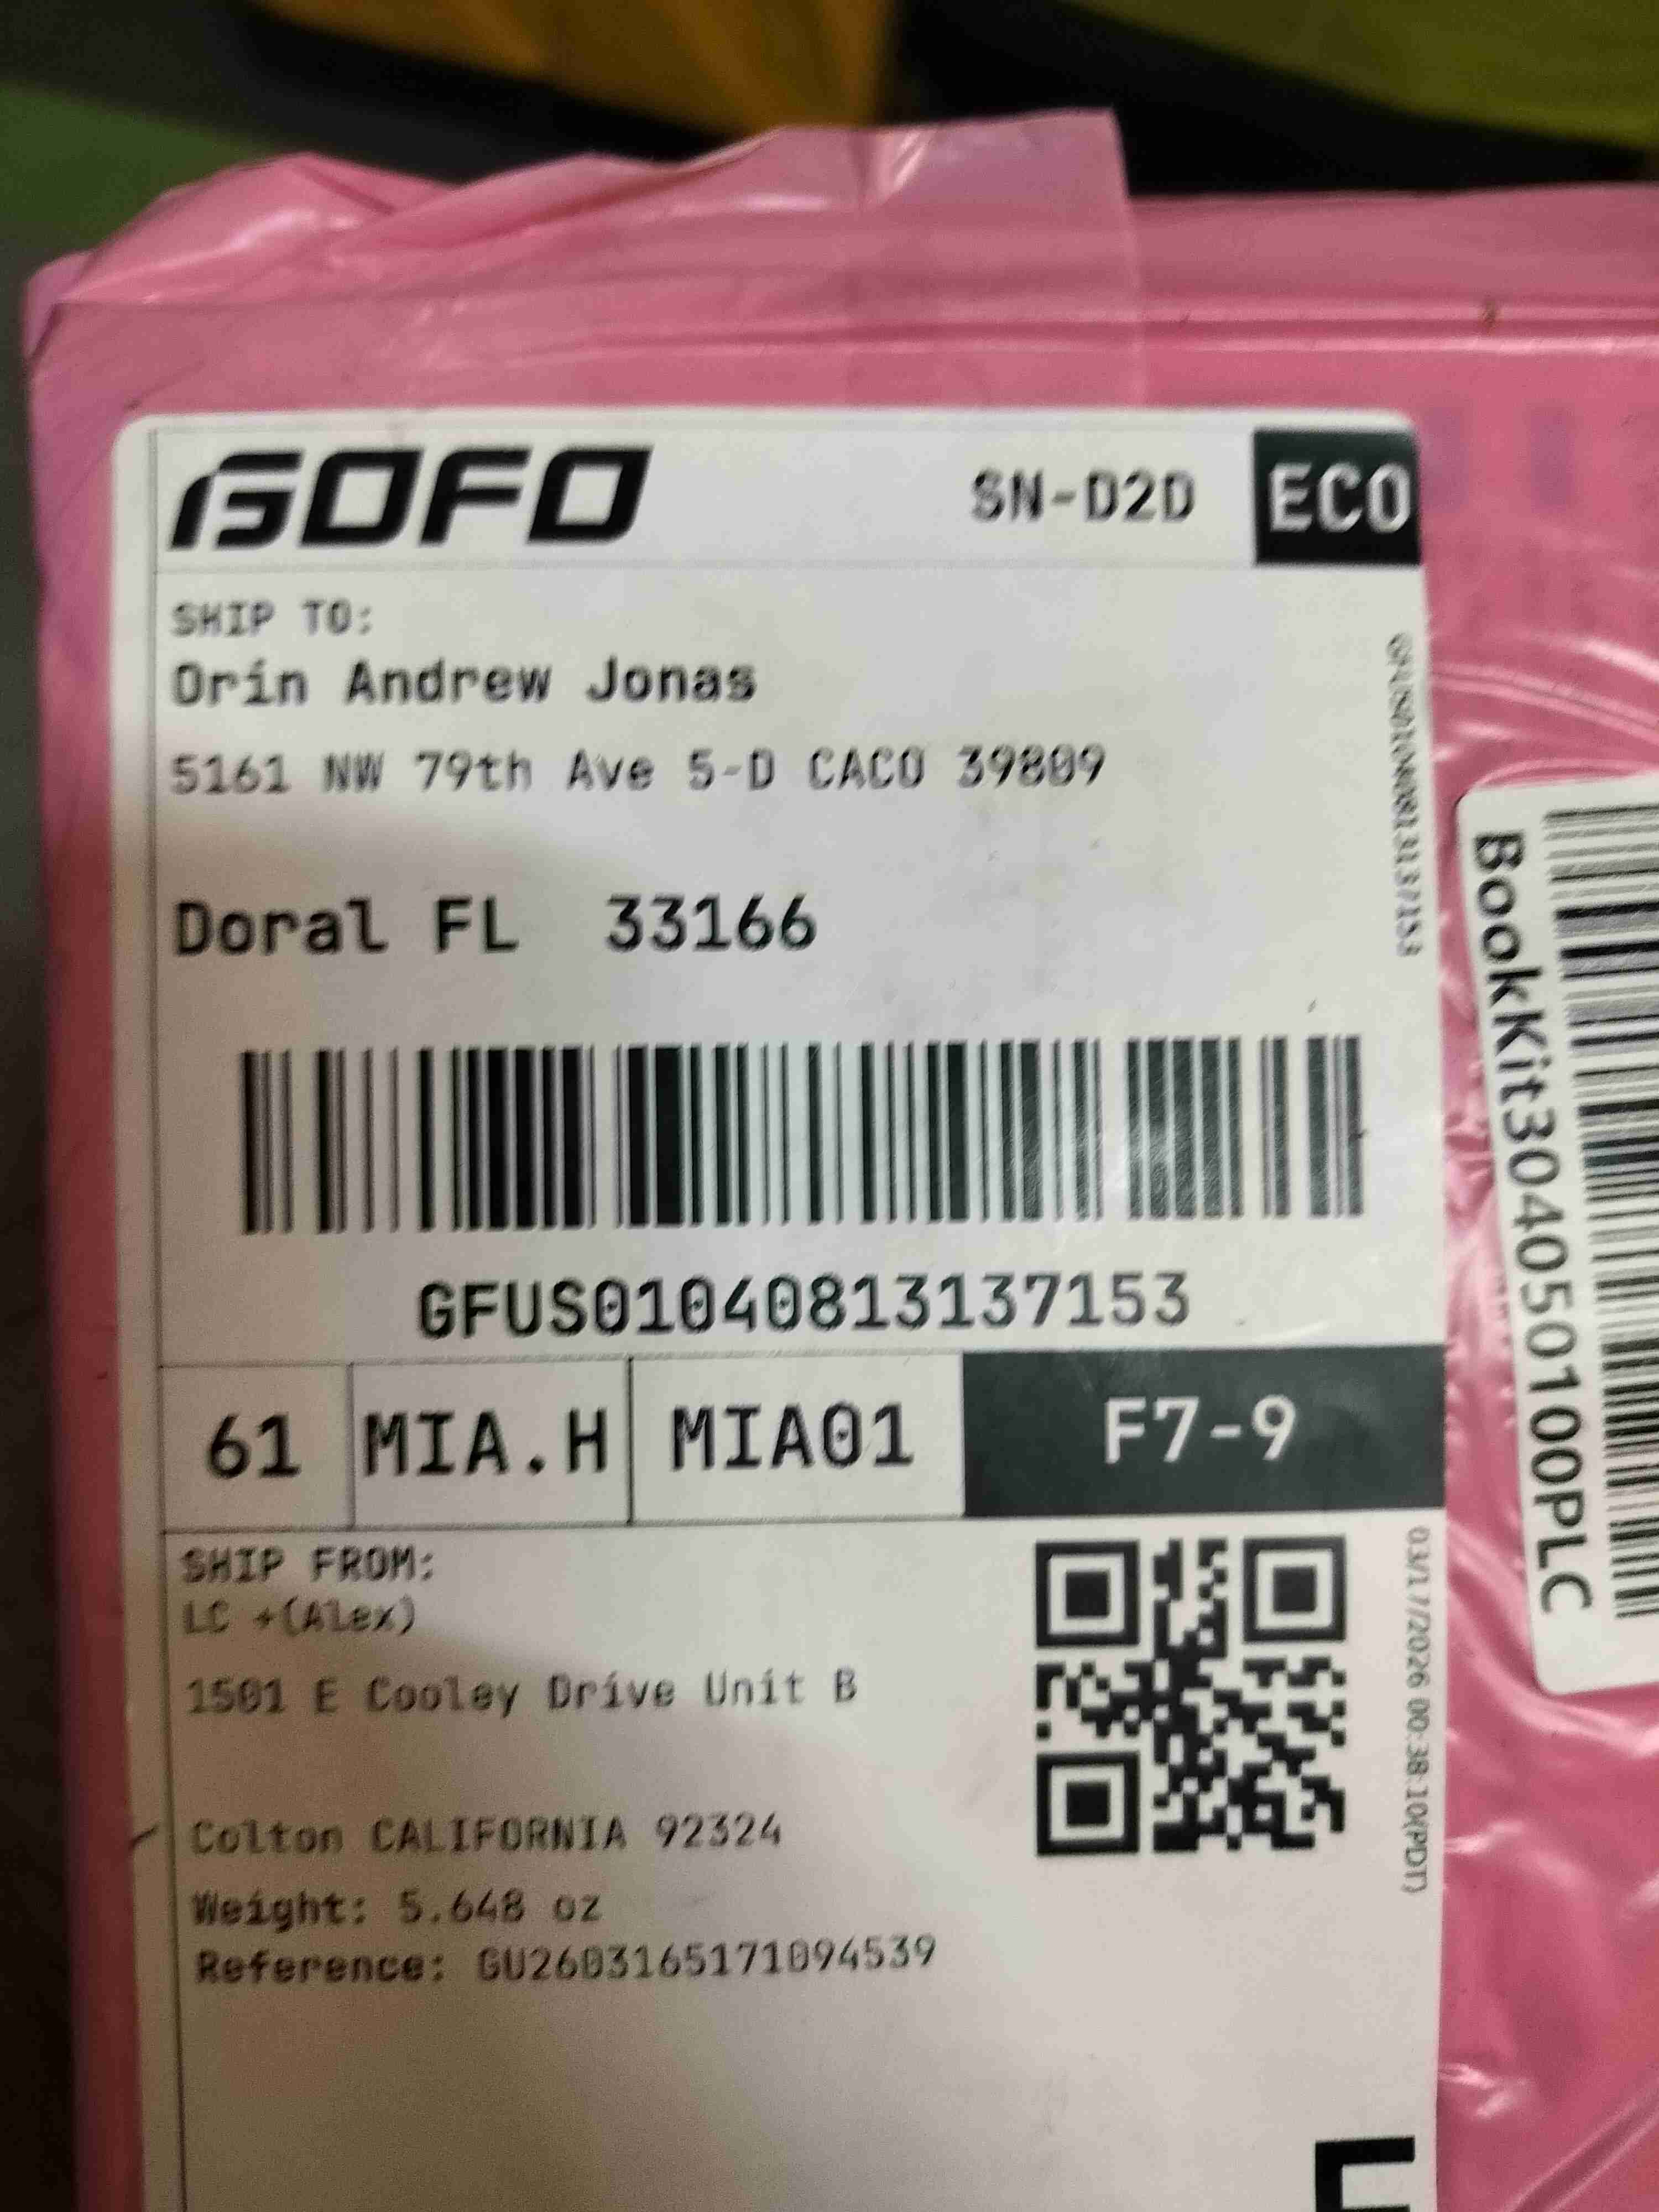 GOFO
SN-D2D
ECO
SHIP TO:
Orin Andrew Jonas
5161 NW 79th Ave 5-D CACO 39809
Doral FL 33166
GFUS01040813137153
GFUS01040813137153
61
MIA.H
MIA01
F7-9
SHIP FROM:
LC +(Alex)
1501 E Cooley Drive Unit B
Colton CALIFORNIA 92324
Weight: 5.648 oz
Reference: GU2603165171094539
03/17/2026 00:38:10(PDT)
BookKit304050100PLC